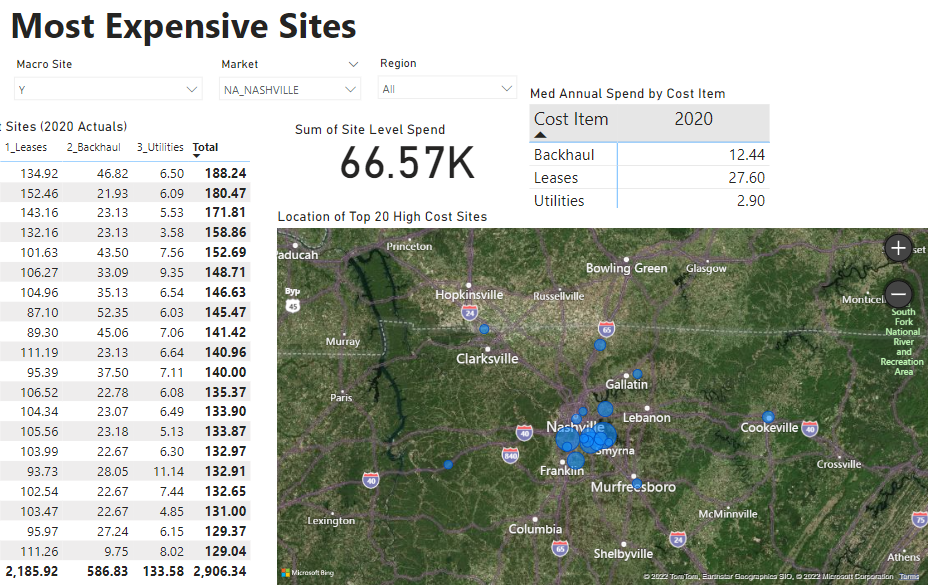 Most Expensive Sites
Macro Site
Market
Region
Y
NA_NASHVILLE
All
Sites (2020 Actuals)
1_Leases 2_Backhaul 3_Utilities Total
134.92 46.82 6.50 188.24
152.46 21.93 6.09 180.47
143.16 23.13 5.53 171.81
132.16 23.13 3.58 158.86
101.63 43.50 7.56 152.69
106.27 33.09 9.35 148.71
104.96 35.13 6.54 146.63
87.10 52.35 6.03 145.47
89.30 45.06 7.06 141.42
111.19 23.13 6.64 140.96
95.39 37.50 7.11 140.00
106.52 22.78 6.08 135.37
104.34 23.07 6.49 133.90
105.56 23.18 5.13 133.87
103.99 22.67 6.30 132.97
93.73 28.05 11.14 132.91
102.54 22.67 7.44 132.65
103.47 22.67 4.85 131.00
95.97 27.24 6.15 129.37
111.26 9.75 8.02 129.04
2,185.92 586.83 133.58 2,906.34
Sum of Site Level Spend
66.57K
Med Annual Spend by Cost Item
Cost Item 2020
Backhaul 12.44
Leases 27.60
Utilities 2.90
Location of Top 20 High Cost Sites
Princeton
aducah
Bowling Green
Glasgow
set
Byp
45
Hopkinsville
Russellville
Monticel
24
65
South
Fork
National
River
and
Recreation
Area
Murray
Clarksville
Gallatin
Paris
Lebanon
Nashville
Cookeville
40
40
840
Smyrna
Franklin
Crossville
40
Murfreesboro
Lexington
McMinnville
Columbia
75
24
65
Shelbyville
Athens
Microsoft Bing
© 2022 TomTom, Earthstar Geographics SIO, © 2022 Microsoft Corporation Terms